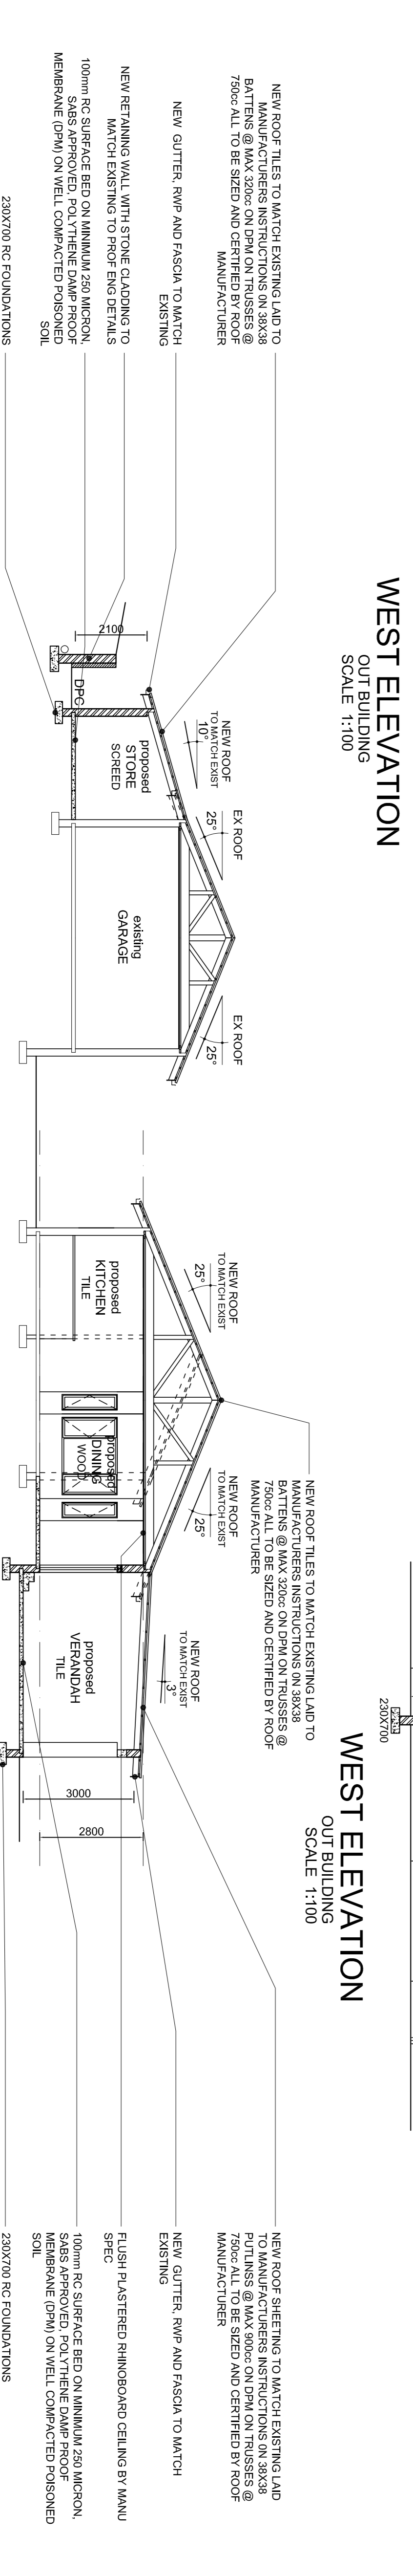 WEST ELEVATION
OUT BUILDING
SCALE  1:100
NEW ROOF TILES TO MATCH EXISTING LAID TO
MANUFACTURERS INSTRUCTIONS 0N 38X38
BATTENS @ MAX 320cc ON DPM ON TRUSSES @
750cc ALL TO BE SIZED AND CERTIFIED BY ROOF
MANUFACTURER
NEW  GUTTER, RWP AND FASCIA TO MATCH
EXISTING
NEW RETAINING WALL WITH STONE CLADDING TO
MATCH EXISTING TO PROF ENG DETAILS
100mm RC SURFACE BED ON MINIMUM 250 MICRON,
SABS APPROVED, POLYTHENE DAMP PROOF
MEMBRANE (DPM) ON WELL COMPACTED POISONED
SOIL
230X700 RC FOUNDATIONS
2100
DPC
NEW ROOF
TO MATCH EXIST
10°
proposed
STORE
SCREED
EX ROOF
25°
existing
GARAGE
EX ROOF
25°
NEW ROOF
TO MATCH EXIST
25°
proposed
KITCHEN
TILE
proposed
DINING
WOOD
NEW ROOF
TO MATCH EXIST
25°
NEW ROOF TILES TO MATCH EXISTING LAID TO
MANUFACTURERS INSTRUCTIONS 0N 38X38
BATTENS @ MAX 320cc ON DPM ON TRUSSES @
750cc ALL TO BE SIZED AND CERTIFIED BY ROOF
MANUFACTURER
NEW ROOF
TO MATCH EXIST
3°
proposed
VERANDAH
TILE
3000
2800
230X700
WEST ELEVATION
OUT BUILDING
SCALE  1:100
NEW ROOF SHEETING TO MATCH EXISTING LAID
TO MANUFACTURERS INSTRUCTIONS 0N 38X38
PUTLINSS @ MAX 900cc ON DPM ON TRUSSES @
750cc ALL TO BE SIZED AND CERTIFIED BY ROOF
MANUFACTURER
NEW  GUTTER, RWP AND FASCIA TO MATCH
EXISTING
FLUSH PLASTERED RHINOBOARD CEILING BY MANU
SPEC
100mm RC SURFACE BED ON MINIMUM 250 MICRON,
SABS APPROVED, POLYTHENE DAMP PROOF
MEMBRANE (DPM) ON WELL COMPACTED POISONED
SOIL
230X700 RC FOUNDATIONS